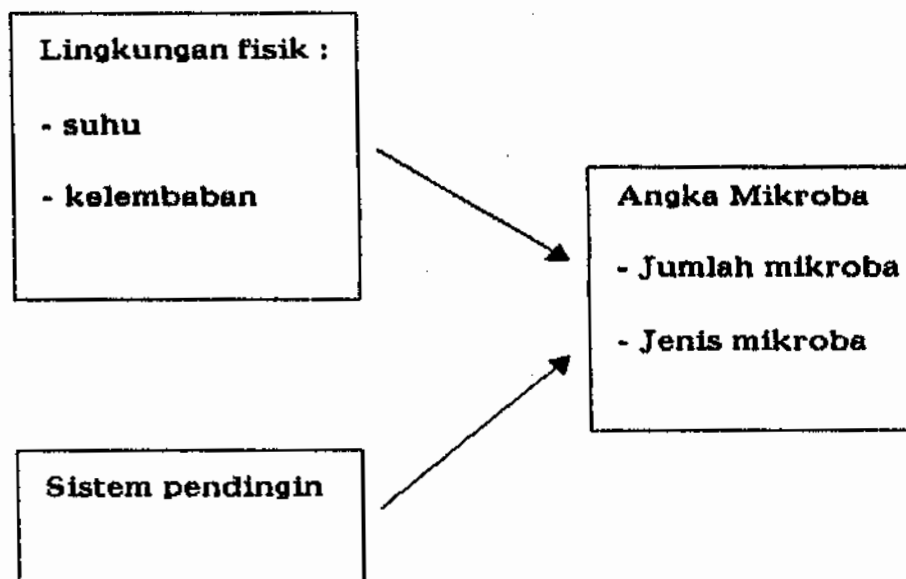 Lingkungan fisik :
- suhu
- kelembaban
Angka Mikroba
- Jumlah mikroba
- Jenis mikroba
Sistem pendingin